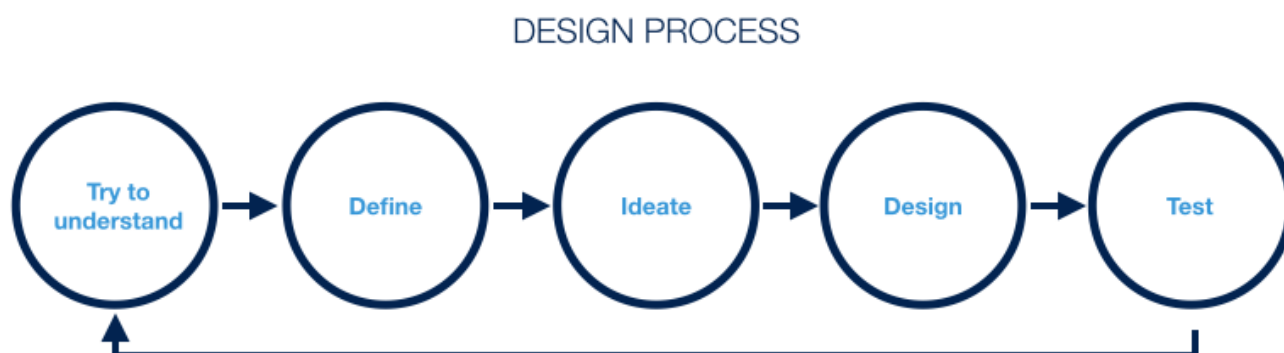 DESIGN PROCESS
Try to
understand
Define
Ideate
Design
Test